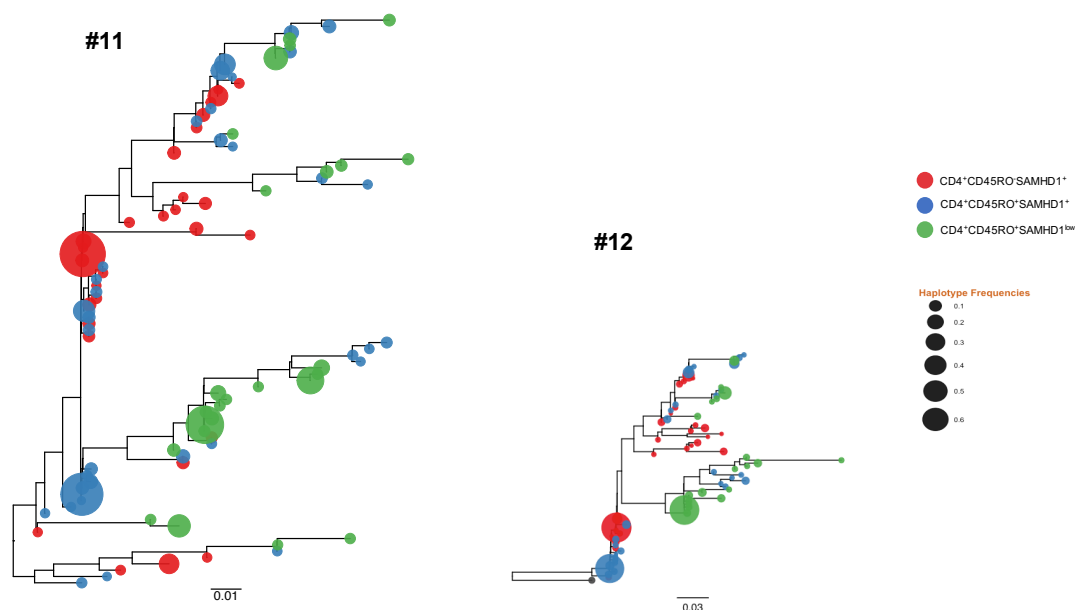 #11
#12
CD4⁺CD45RO⁻SAMHD1⁺
CD4⁺CD45RO⁺SAMHD1⁺
CD4⁺CD45RO⁺SAMHD1ˡᵒʷ
Haplotype Frequencies
0.1
0.2
0.3
0.4
0.5
0.6
0.01
0.03